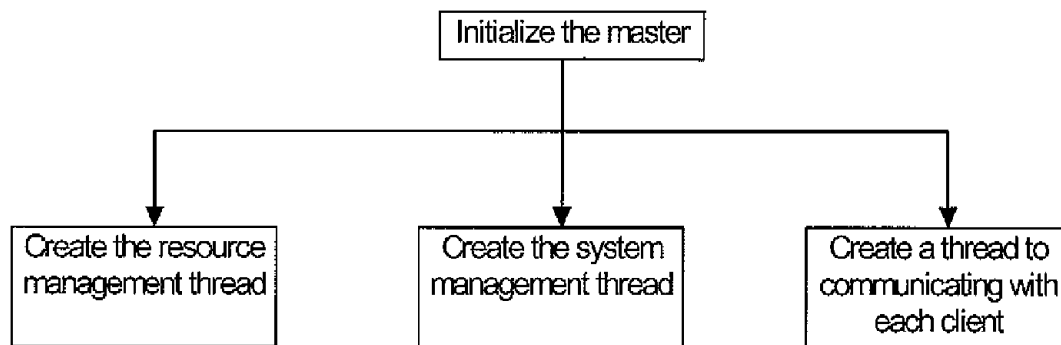 Initialize the master
Create the resource
management thread
Create the system
management thread
Create a thread to
communicating with
each client